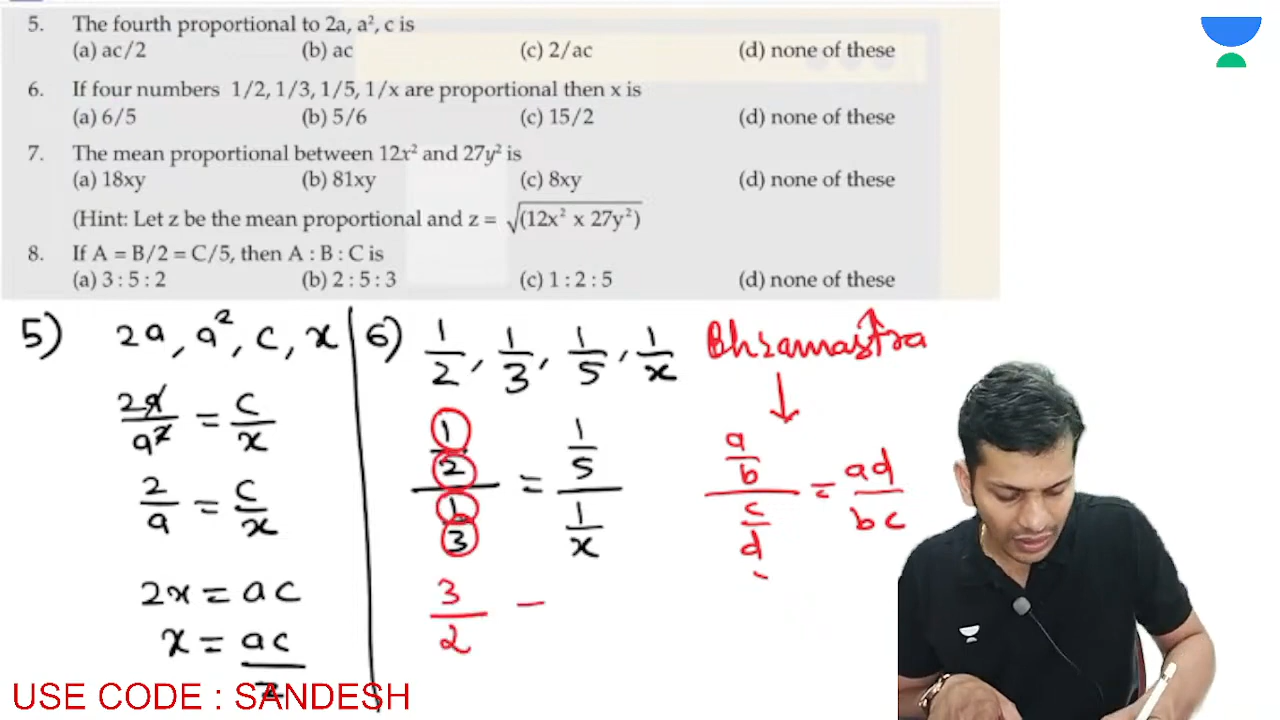 5. The fourth proportional to 2a, a², c is
(a) ac/2 (b) ac (c) 2/ac (d) none of these
6. If four numbers 1/2, 1/3, 1/5, 1/x are proportional then x is
(a) 6/5 (b) 5/6 (c) 15/2 (d) none of these
7. The mean proportional between 12x² and 27y² is
(a) 18xy (b) 81xy (c) 8xy (d) none of these
(Hint: Let z be the mean proportional and z = √(12x² x 27y²)
8. If A = B/2 = C/5, then A : B : C is
(a) 3 : 5 : 2 (b) 2 : 5 : 3 (c) 1 : 2 : 5 (d) none of these
5) 2a, a², c, x
2a/a² = c/x
2/a = c/x
2x = ac
x = ac/2
6) 1/2, 1/3, 1/5, 1/x
1/2 / 1/3 = 1/5 / 1/x
3/2 =
Bhramastra
a/b / c/d = ad/bc
USE CODE : SANDESH